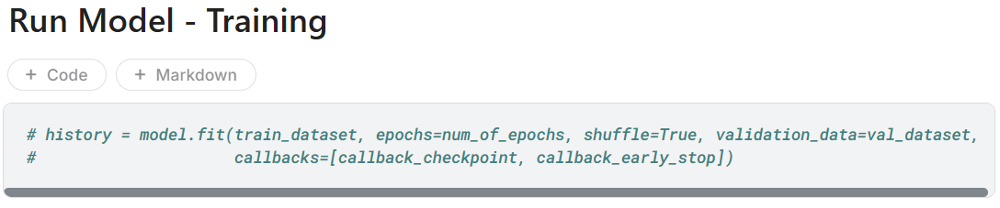 Run Model - Training
+ Code + Markdown
# history = model.fit(train_dataset, epochs=num_of_epochs, shuffle=True, validation_data=val_dataset,
#                     callbacks=[callback_checkpoint, callback_early_stop])